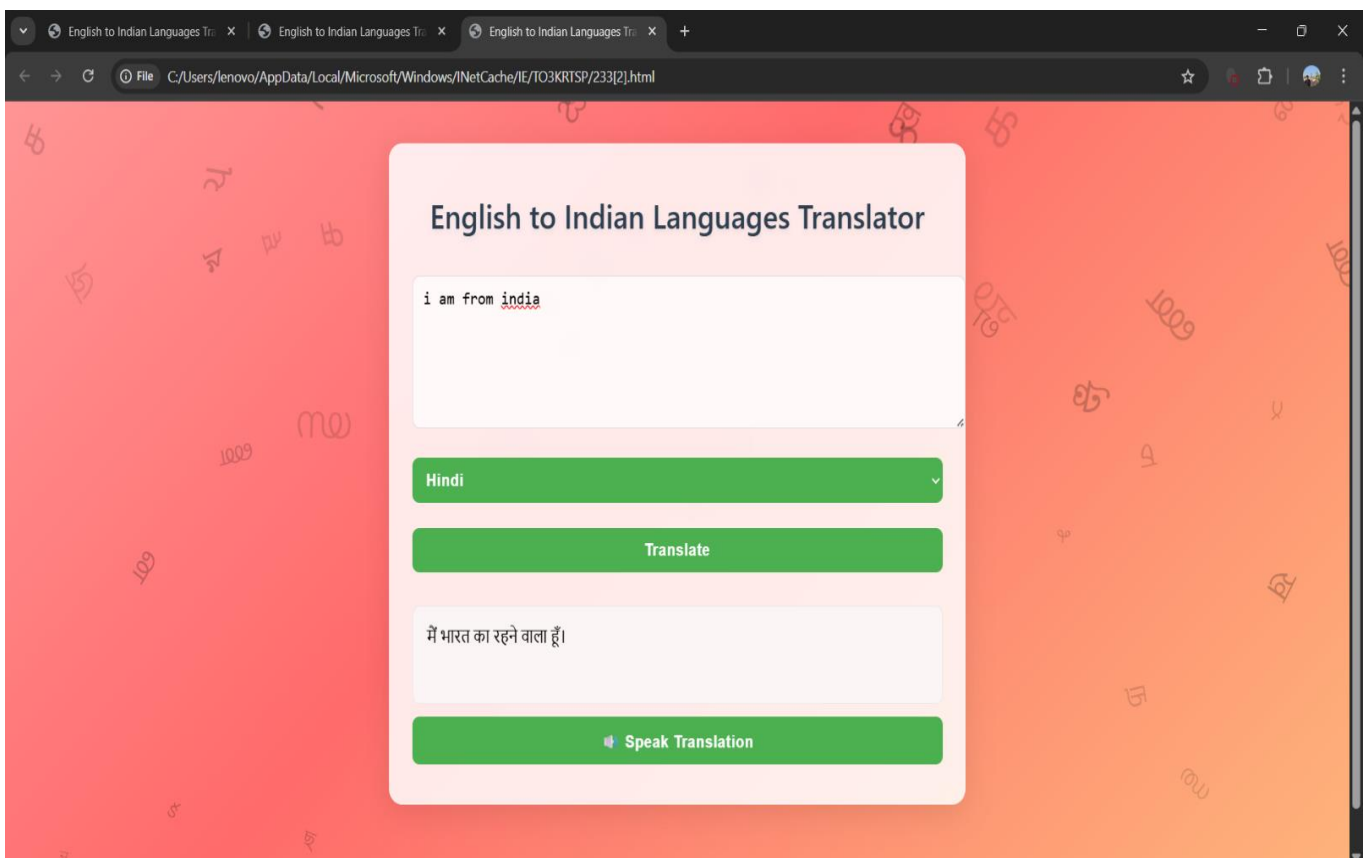 English to Indian Languages Tra
English to Indian Languages Tra
English to Indian Languages Tra
File C:/Users/lenovo/AppData/Local/Microsoft/Windows/INetCache/IE/TO3KRTSP/233[2].html
English to Indian Languages Translator
i am from india
Hindi
Translate
मैं भारत का रहने वाला हूँ।
Speak Translation